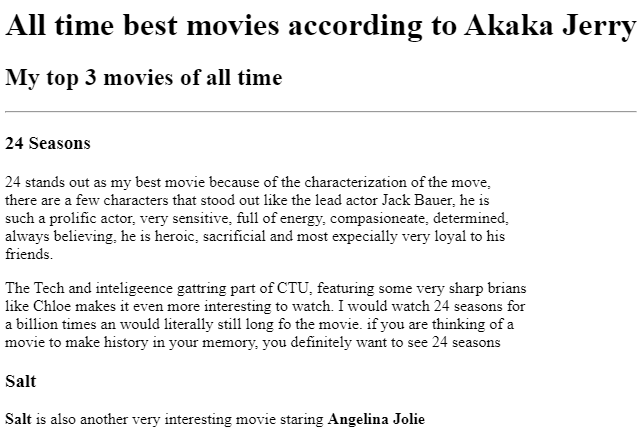 All time best movies according to Akaka Jerry
My top 3 movies of all time
24 Seasons
24 stands out as my best movie because of the characterization of the move,
there are a few characters that stood out like the lead actor Jack Bauer, he is
such a prolific actor, very sensitive, full of energy, compasioneate, determined,
always believing, he is heroic, sacrificial and most expecially very loyal to his
friends.
The Tech and inteligeence gattring part of CTU, featuring some very sharp brians
like Chloe makes it even more interesting to watch. I would watch 24 seasons for
a billion times an would literally still long fo the movie. if you are thinking of a
movie to make history in your memory, you definitely want to see 24 seasons
Salt
Salt is also another very interesting movie staring Angelina Jolie